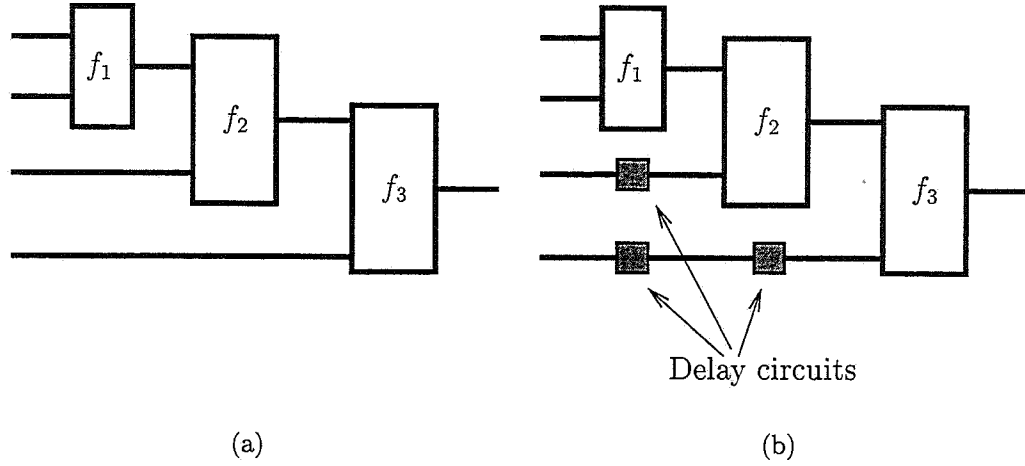 f₁
f₂
f₃
(a)
f₁
f₂
f₃
Delay circuits
(b)